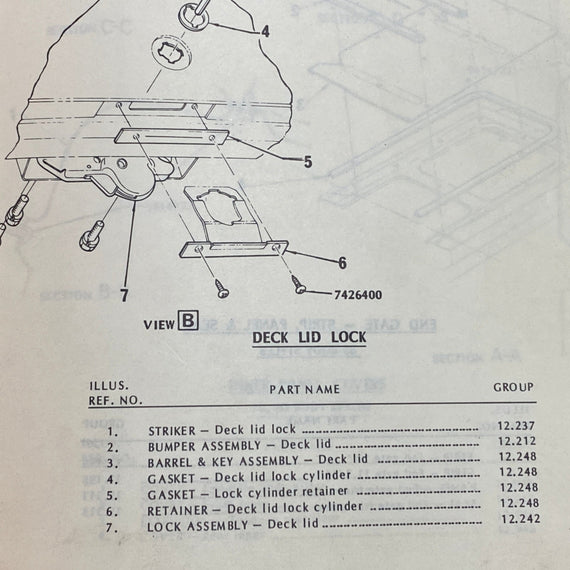 4
5
6
7426400
7
VIEW B
DECK LID LOCK
ILLUS.
REF. NO. PART NAME GROUP
1. STRIKER — Deck lid lock 12.237
2. BUMPER ASSEMBLY — Deck lid 12.212
3. BARREL & KEY ASSEMBLY — Deck lid 12.248
4. GASKET — Deck lid lock cylinder 12.248
5. GASKET — Lock cylinder retainer 12.248
6. RETAINER — Deck lid lock cylinder 12.248
7. LOCK ASSEMBLY — Deck lid 12.242